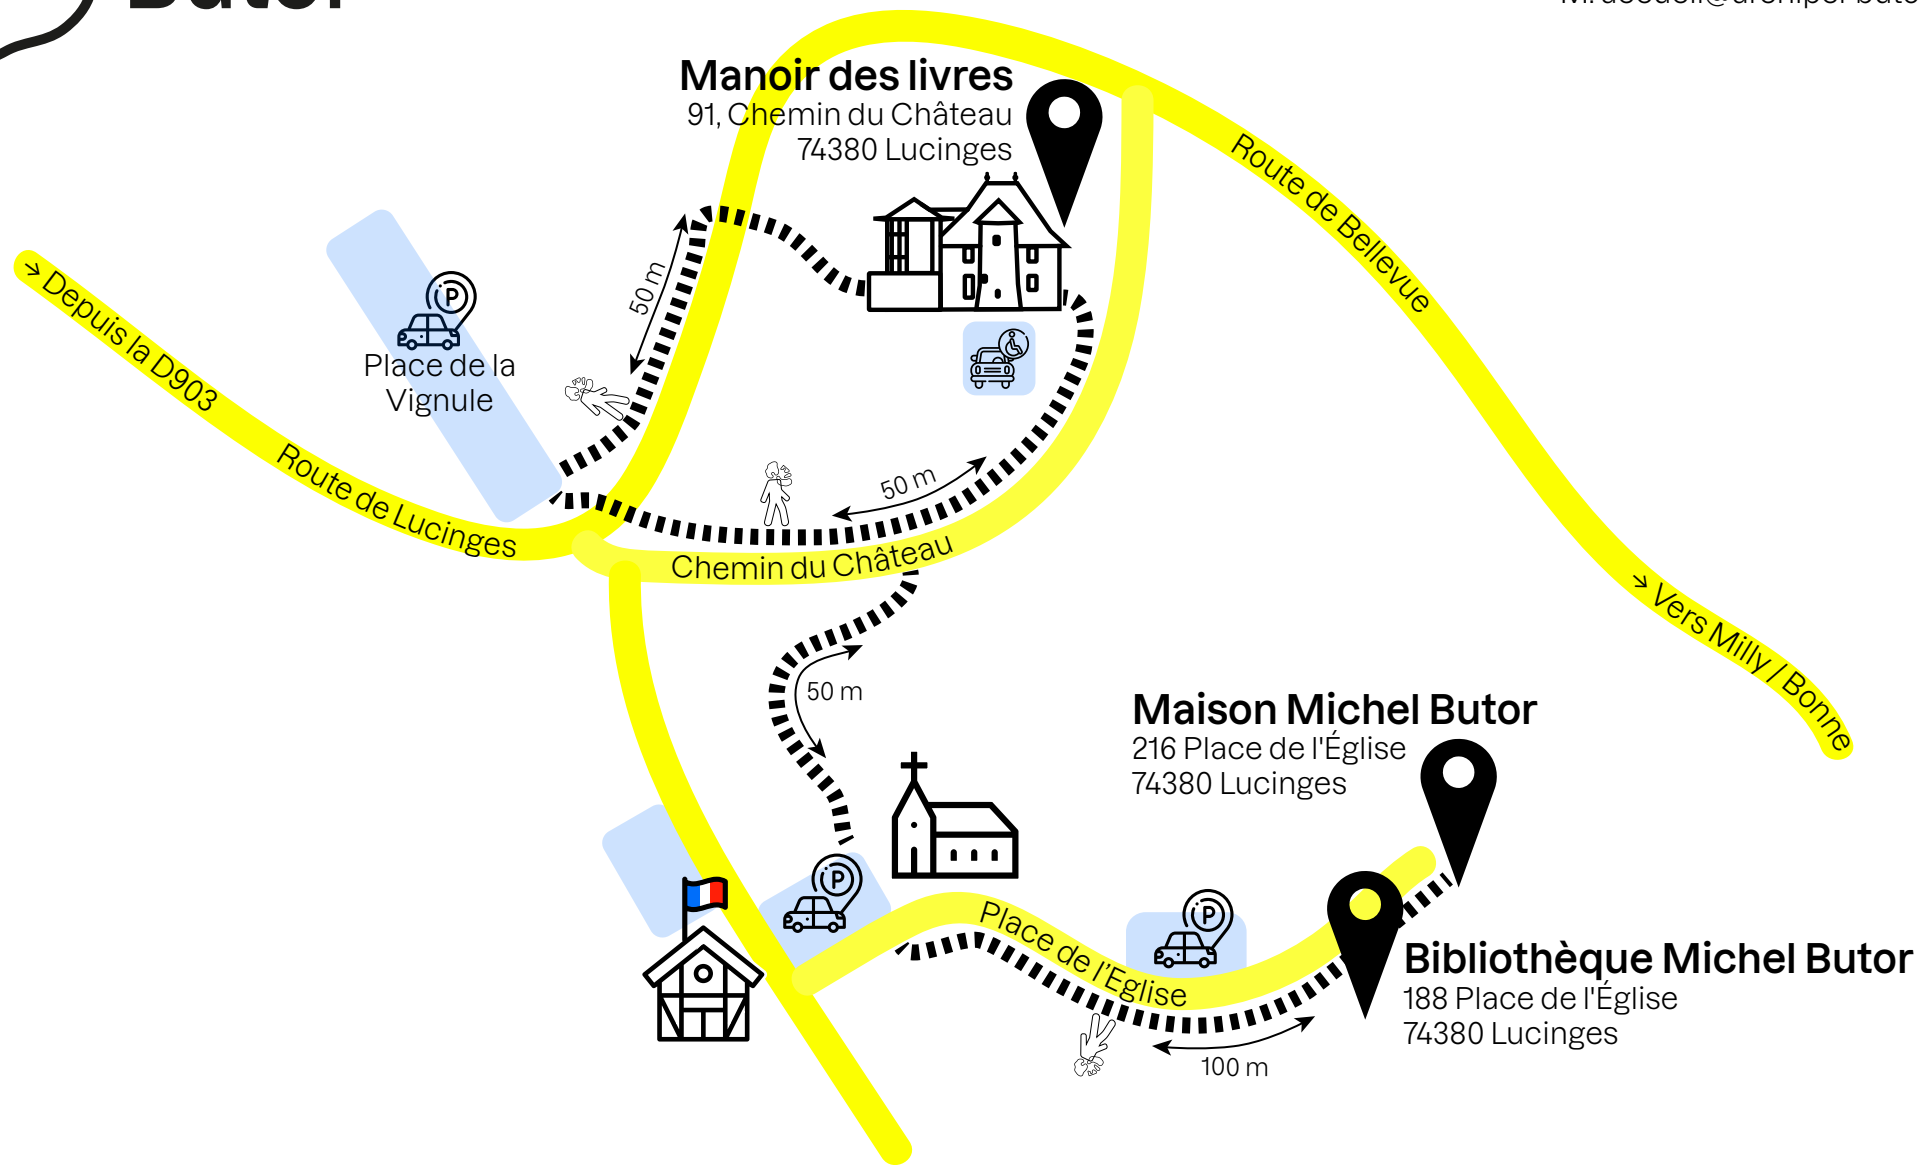 Butor
Manoir des livres
91, Chemin du Château
74380 Lucinges
Route de Bellevue
→ Depuis la D903
50 m
P
Place de la
Vignule
Route de Lucinges
50 m
Chemin du Château
→ Vers Milly / Bonne
50 m
Maison Michel Butor
216 Place de l'Église
74380 Lucinges
P
P
Place de l'Eglise
Bibliothèque Michel Butor
188 Place de l'Église
74380 Lucinges
100 m